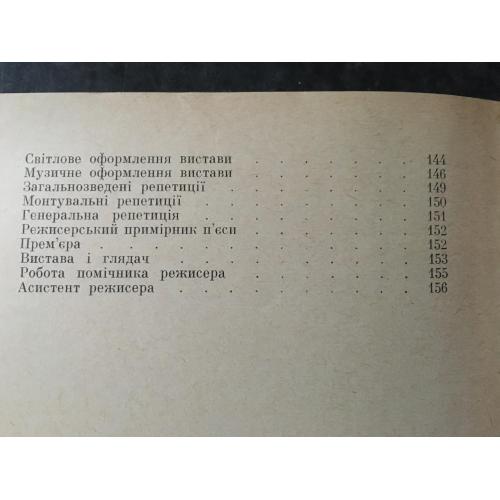 Світлове оформлення вистави . . . . . . . 144
Музичне оформлення вистави . . . . . . . 146
Загальнозведені репетиції . . . . . . . . 149
Монтувальні репетиції . . . . . . . . . 150
Генеральна репетиція . . . . . . . . . 151
Режисерський примірник п'єси . . . . . . . 152
Прем'єра . . . . . . . . . . . . 152
Вистава і глядач . . . . . . . . . . 153
Робота помічника режисера . . . . . . . . 155
Асистент режисера . . . . . . . . . . 156